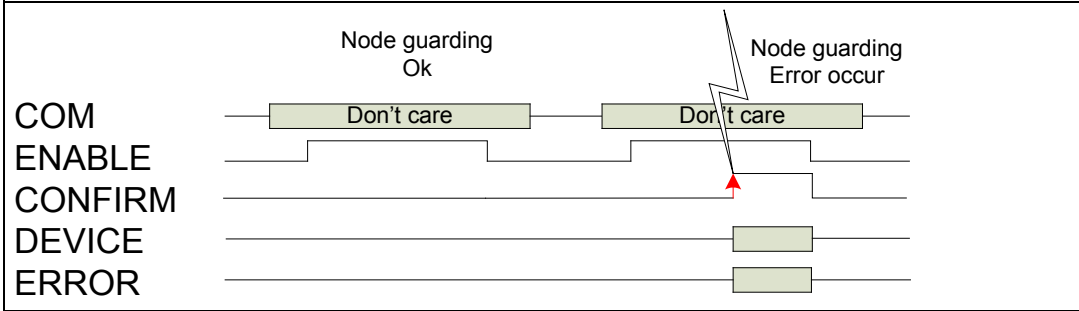 Node guarding
Ok
Node guarding
Error occur
COM
Don't care
Don't care
ENABLE
CONFIRM
DEVICE
ERROR